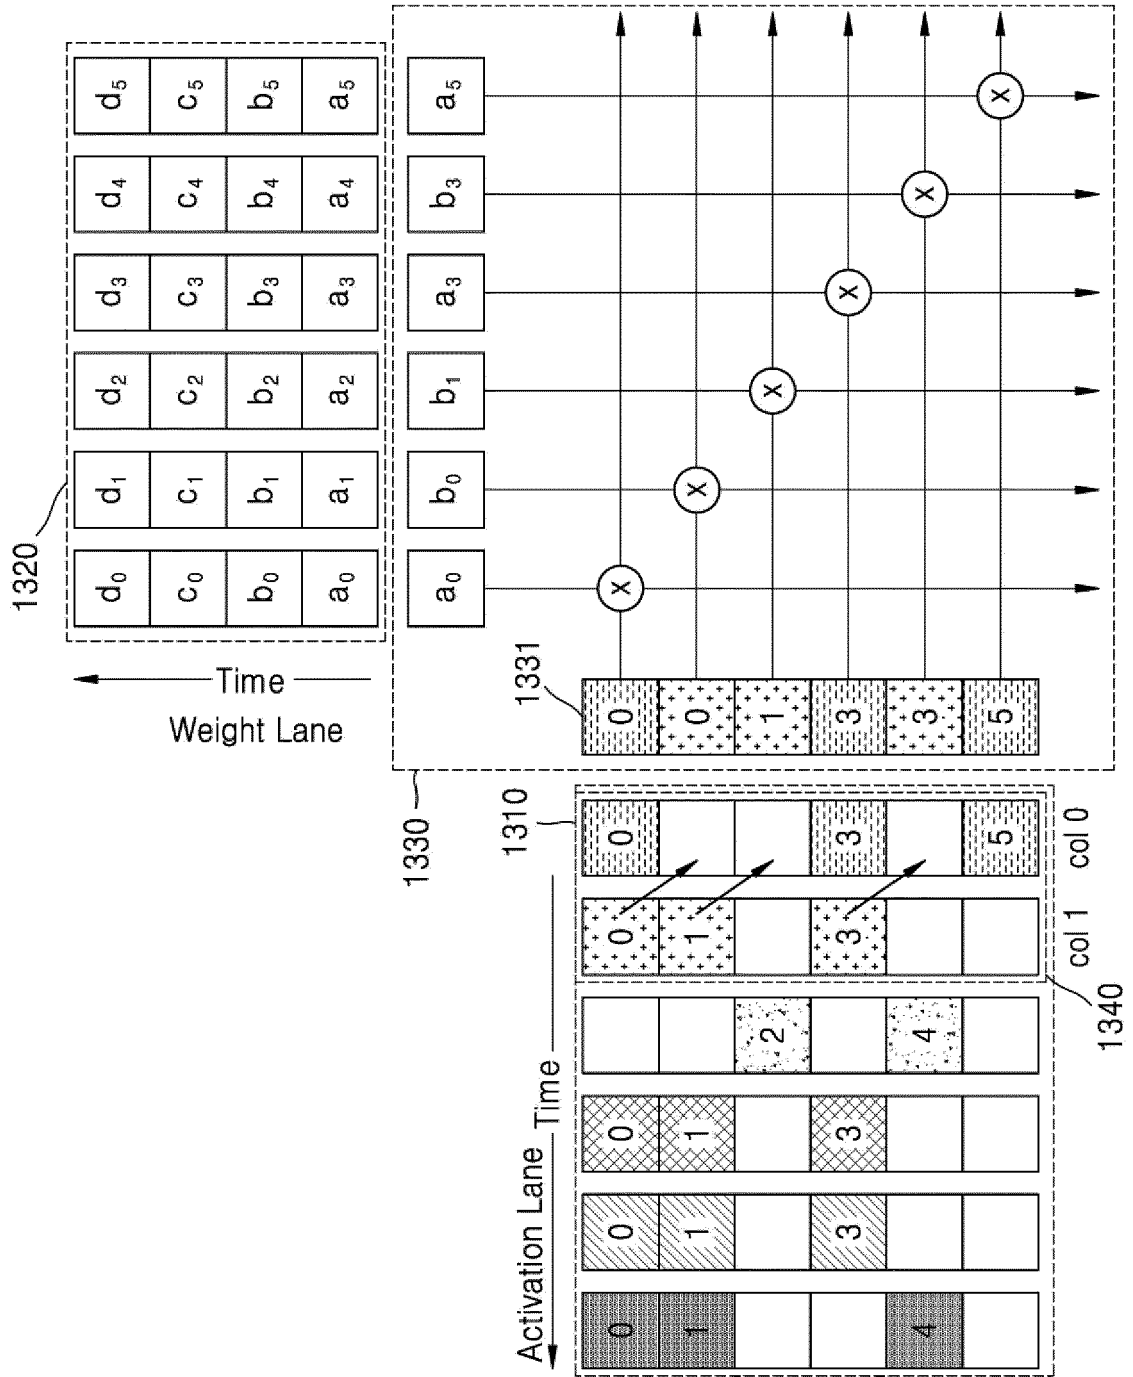 1320
d0 d1 d2 d3 d4 d5
c0 c1 c2 c3 c4 c5
b0 b1 b2 b3 b4 b5
a0 a1 a2 a3 a4 a5
Time
Weight Lane
1330
a0 b0 b1 a3 b3 a5
1310
1331
Activation Lane
Time
0 0 0 0 0 0 X
1 1 1 1 0 X
2 1 X
3 3 3 3 3 X
4 4 3 X
5 5 X
col 1 col 0
1340